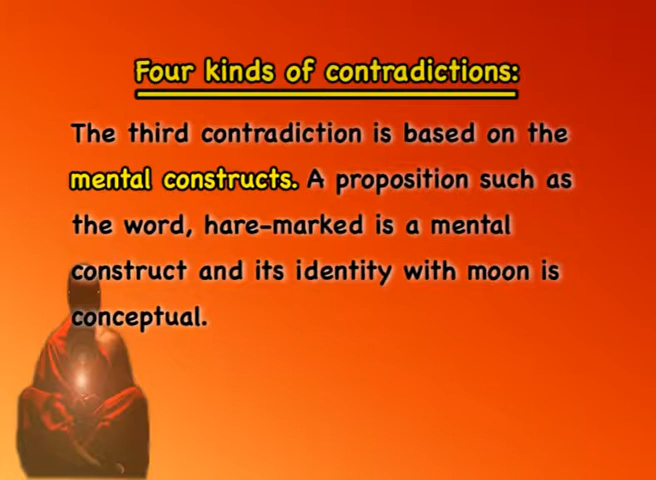 Four kinds of contradictions:
The third contradiction is based on the
mental constructs. A proposition such as
the word, hare-marked is a mental
construct and its identity with moon is
conceptual.